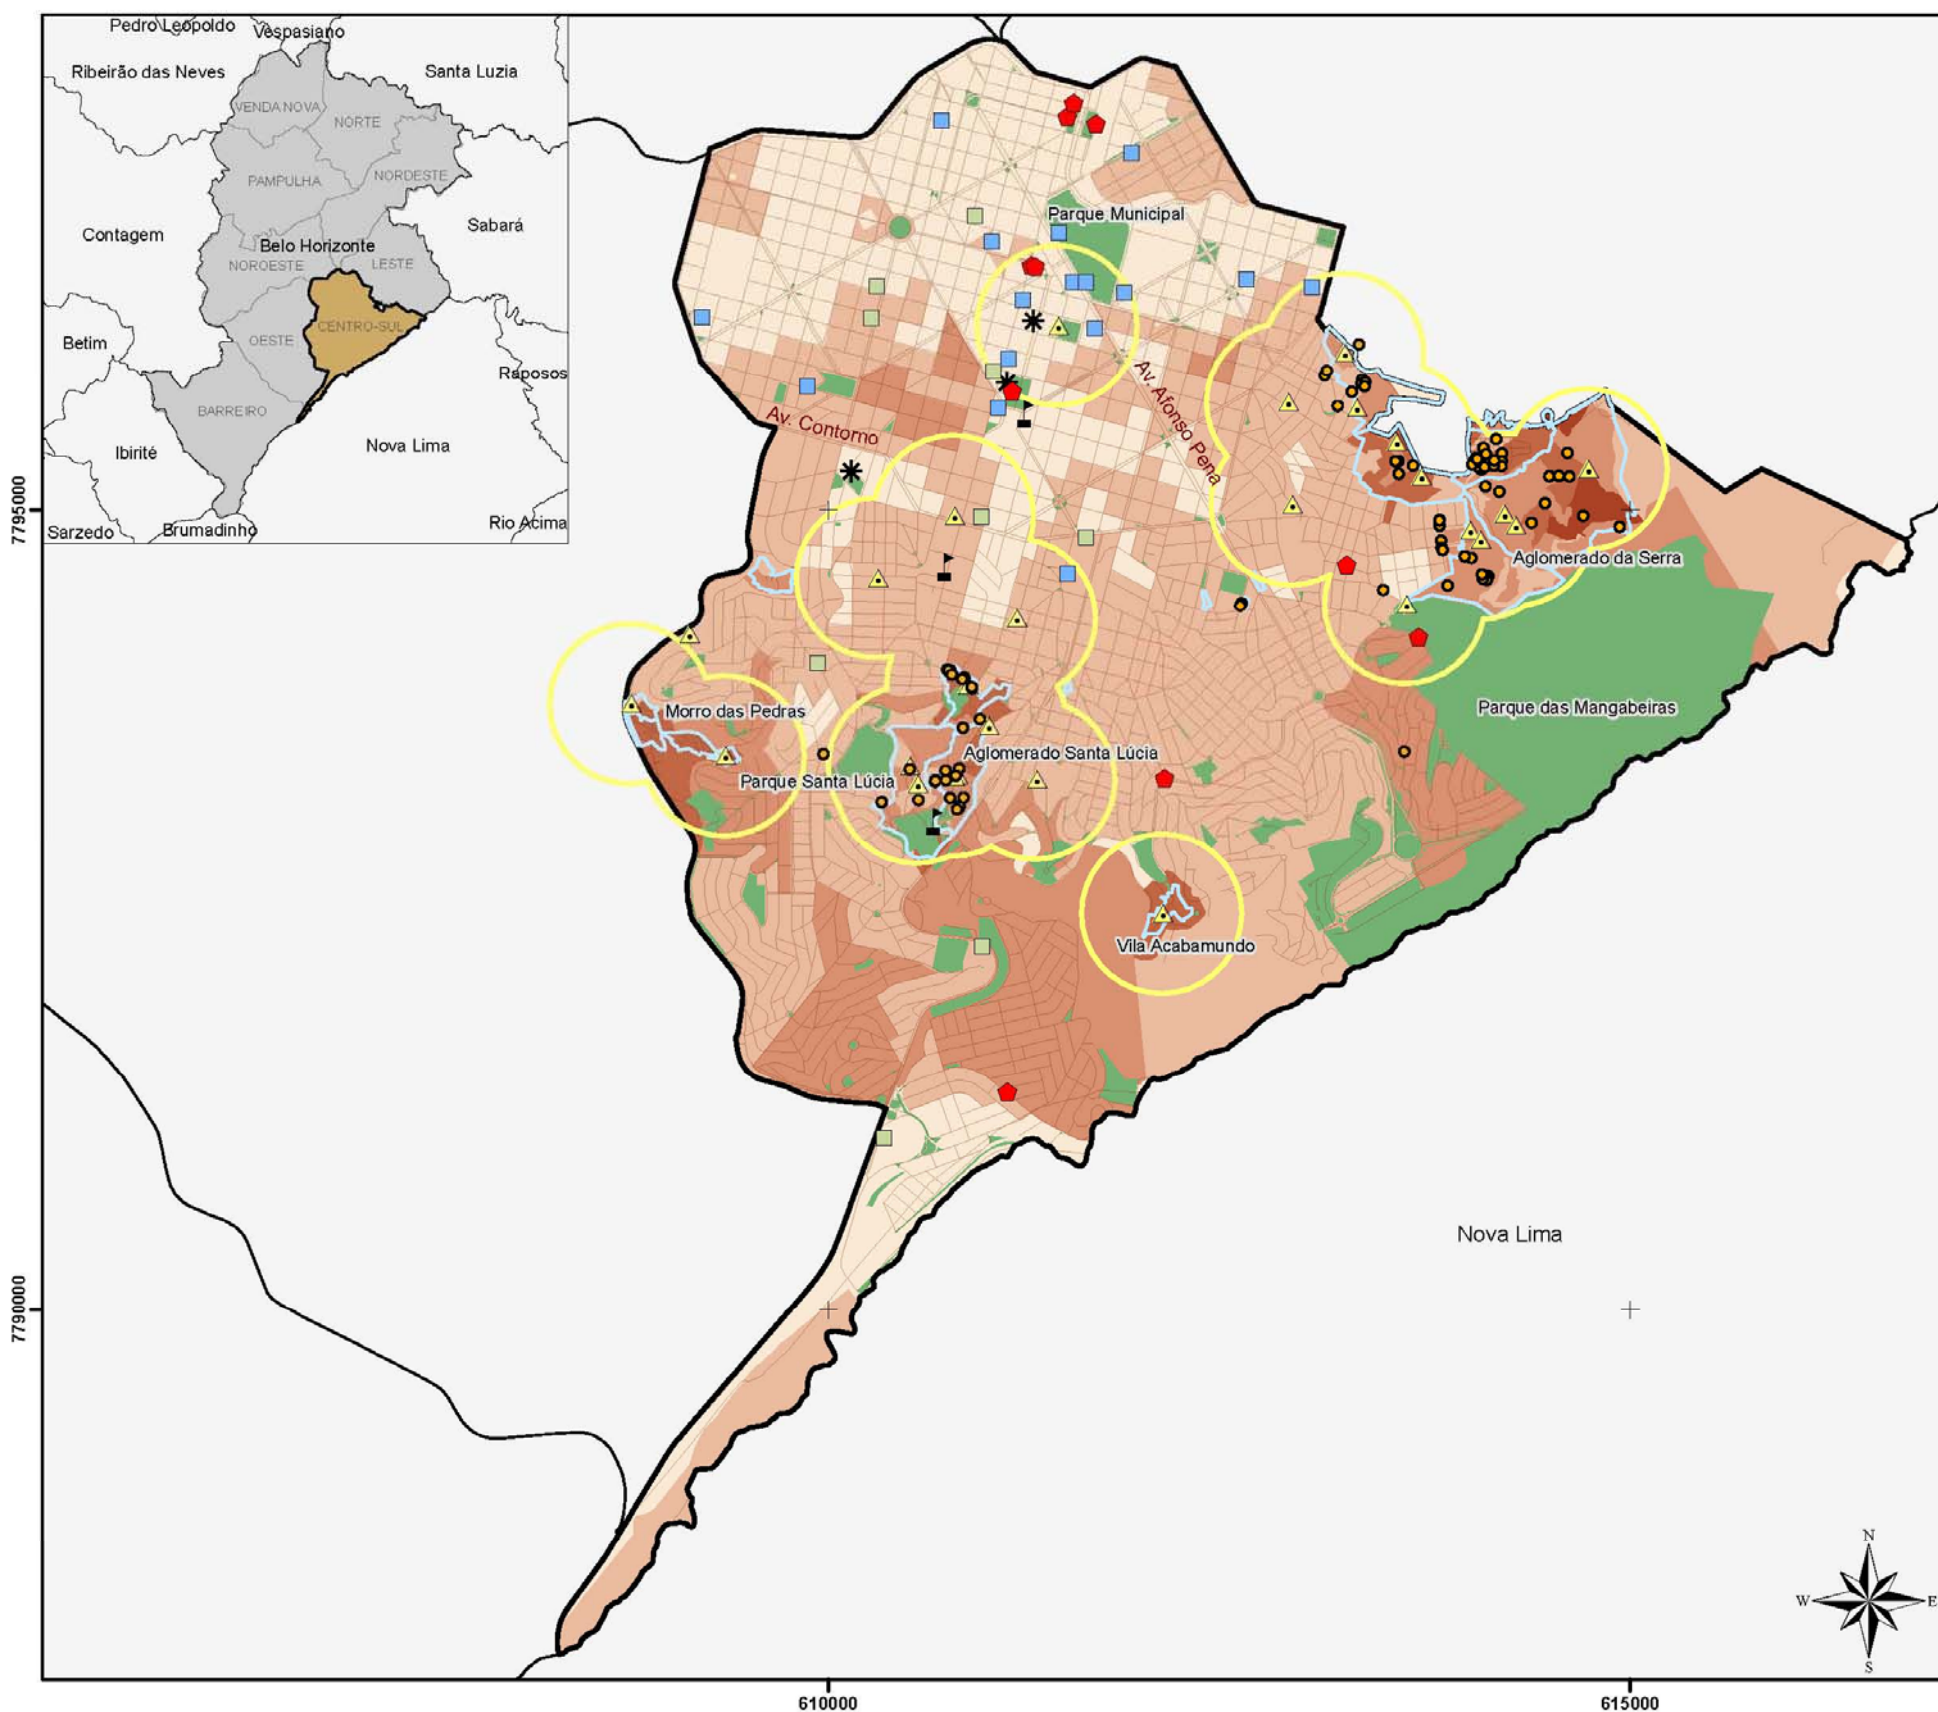 Pedro Leopoldo
Vespasiano
Ribeirão das Neves
Santa Luzia
VENDA NOVA
NORTE
PAMPULHA
NORDESTE
Contagem
Sabará
Belo Horizonte
NOROESTE
LESTE
CENTRO-SUL
Betim
OESTE
Raposos
BARREIRO
Ibirité
Nova Lima
Rio Acima
Sarzedo
Brumadinho
Parque Municipal
Av. Afonso Pena
Av. Contorno
7795000
Aglomerado da Serra
Morro das Pedras
Parque das Mangabeiras
Aglomerado Santa Lúcia
Parque Santa Lúcia
Vila Acabamundo
Nova Lima
7790000
N
W
E
S
610000
615000